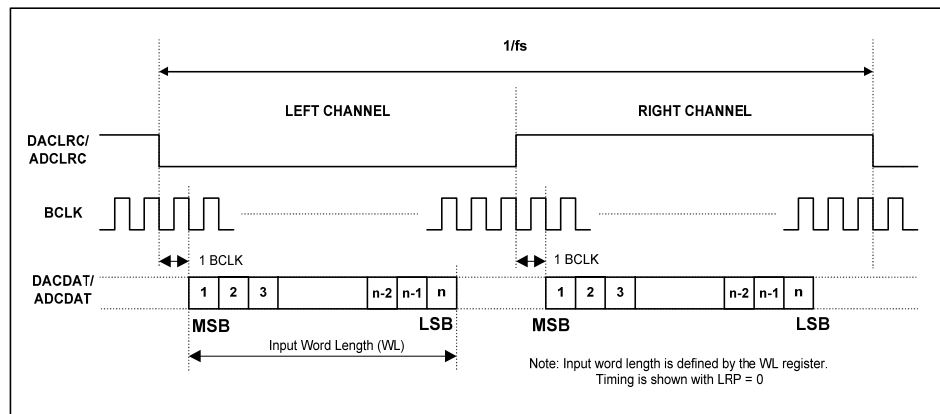 1/fs
LEFT CHANNEL
RIGHT CHANNEL
DACLRC/
ADCLRC
BCLK
1 BCLK
1 BCLK
DACDAT/
ADCDAT
1 2 3 n-2 n-1 n
1 2 3 n-2 n-1 n
MSB
LSB
MSB
LSB
Input Word Length (WL)
Note: Input word length is defined by the WL register.
Timing is shown with LRP = 0